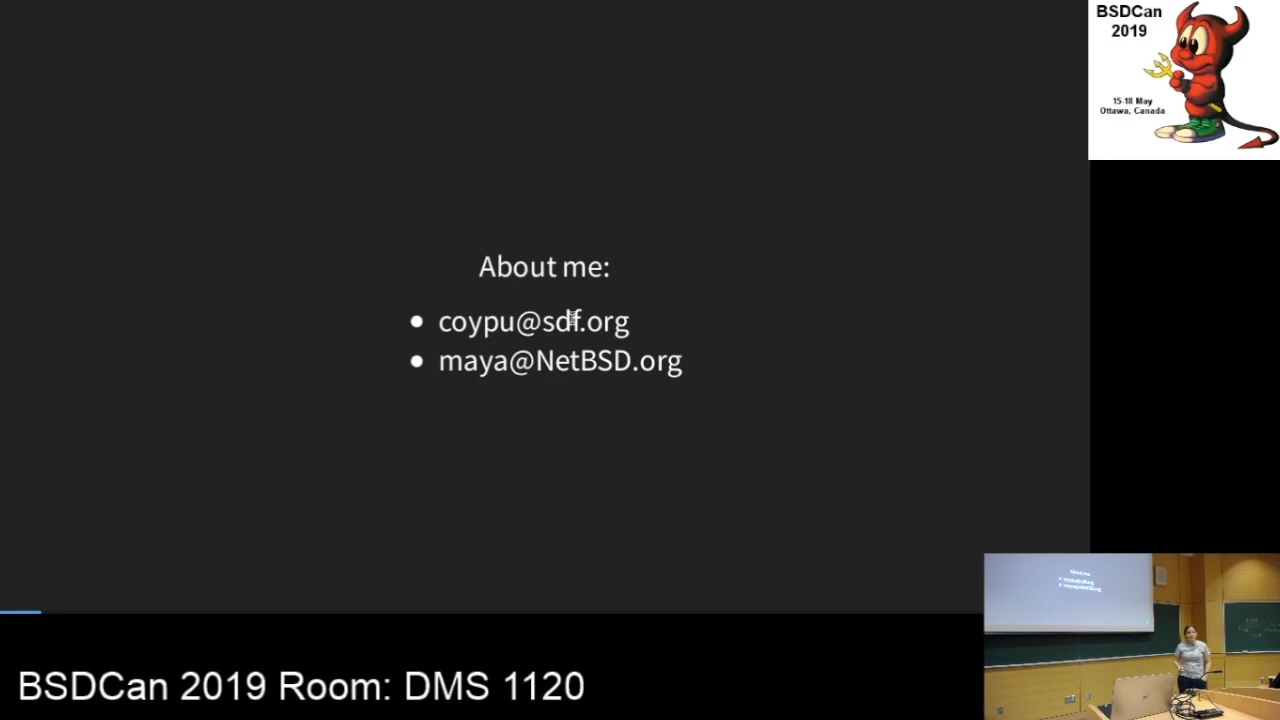 BSDCan
2019
15-18 May
Ottawa, Canada
About me:
coypu@sdf.org
maya@NetBSD.org
BSDCan 2019 Room: DMS 1120